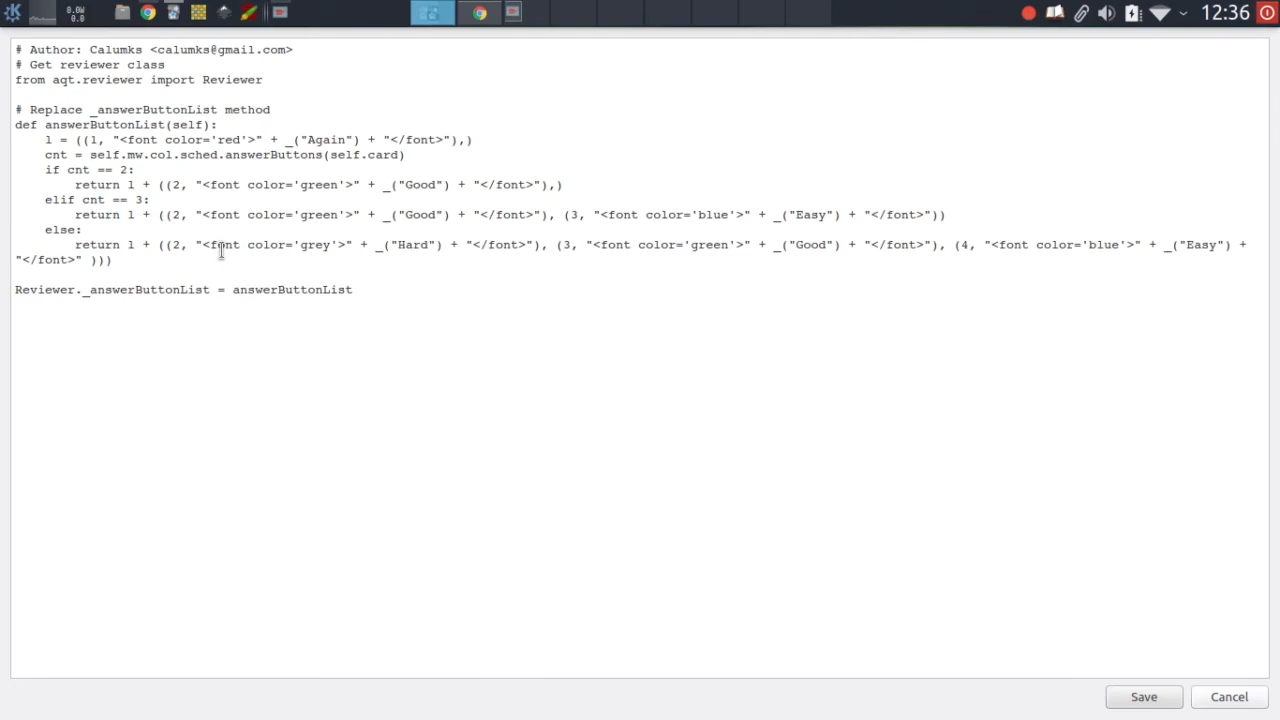 0.0W
0.0
12:36
# Author: Calumks <calumks@gmail.com>
# Get reviewer class
from aqt.reviewer import Reviewer
# Replace _answerButtonList method
def answerButtonList(self):
    l = ((1, "<font color='red'>" + _("Again") + "</font>"),)
    cnt = self.mw.col.sched.answerButtons(self.card)
    if cnt == 2:
        return l + ((2, "<font color='green'>" + _("Good") + "</font>"),)
    elif cnt == 3:
        return l + ((2, "<font color='green'>" + _("Good") + "</font>"), (3, "<font color='blue'>" + _("Easy") + "</font>"))
    else:
        return l + ((2, "<font color='grey'>" + _("Hard") + "</font>"), (3, "<font color='green'>" + _("Good") + "</font>"), (4, "<font color='blue'>" + _("Easy") +
"</font>" )))
Reviewer._answerButtonList = answerButtonList
Save
Cancel